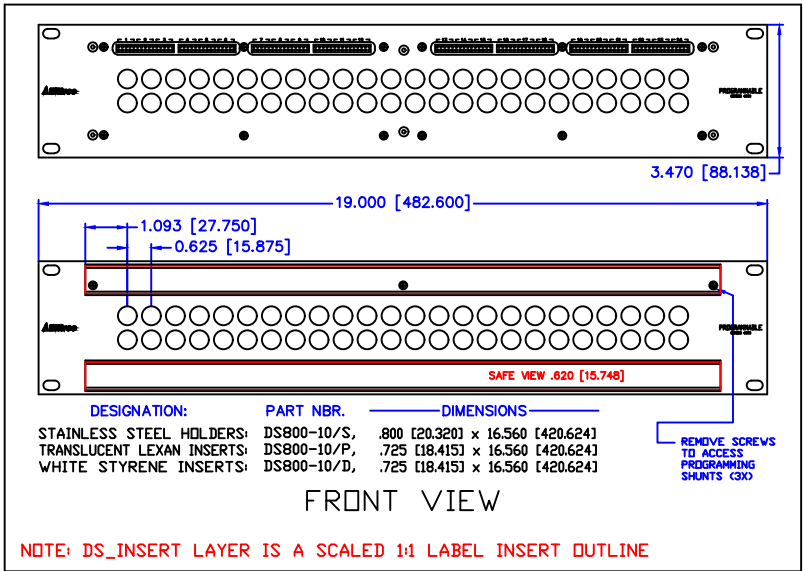 PROGRAMMABLE
3.470 [88.138]
19.000 [482.600]
1.093 [27.750]
0.625 [15.875]
PROGRAMMABLE
SAFE VIEW .620 [15.748]
DESIGNATION: PART NBR. DIMENSIONS
STAINLESS STEEL HOLDERS: DS800-10/S, .800 [20.320] x 16.560 [420.624]
TRANSLUCENT LEXAN INSERTS: DS800-10/P, .725 [18.415] x 16.560 [420.624]
WHITE STYRENE INSERTS: DS800-10/D, .725 [18.415] x 16.560 [420.624]
REMOVE SCREWS
TO ACCESS
PROGRAMMING
SHUNTS (3X)
FRONT VIEW
NOTE: DS_INSERT LAYER IS A SCALED 1:1 LABEL INSERT OUTLINE